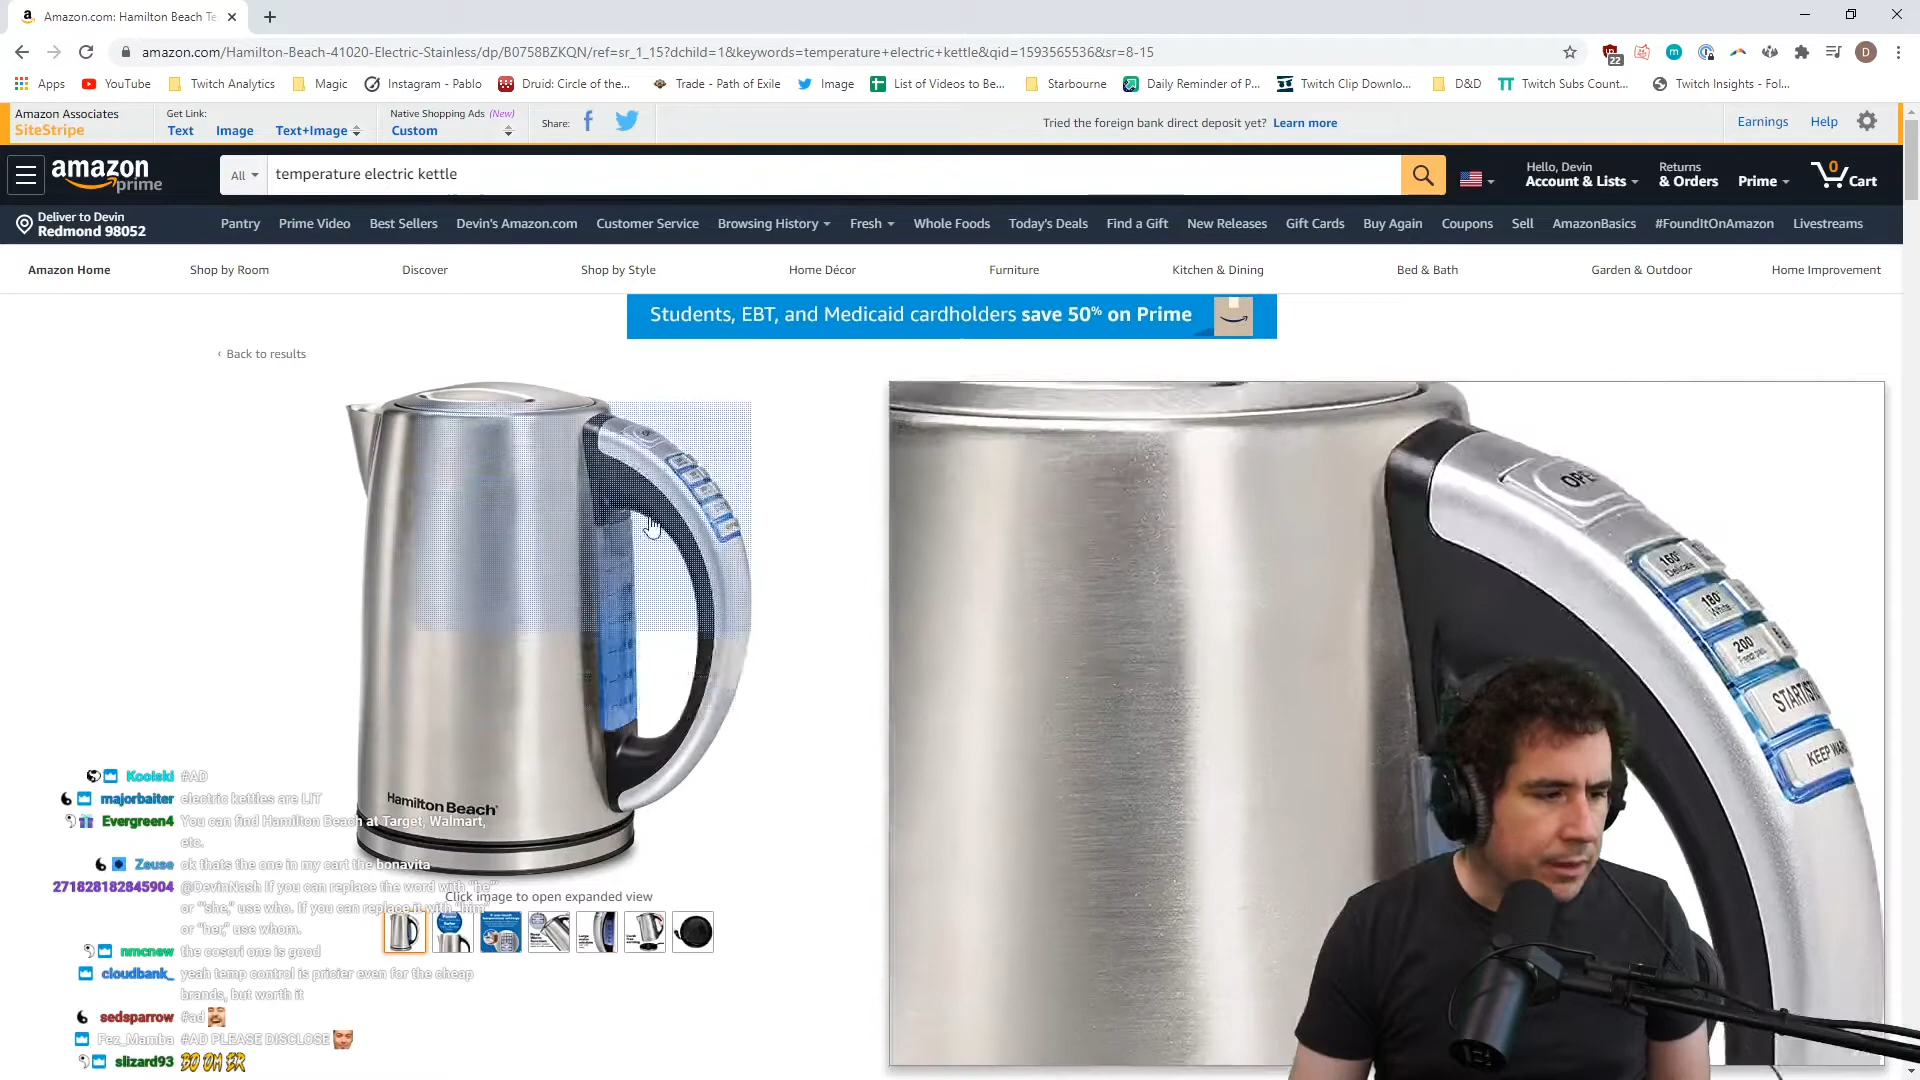 Amazon.com: Hamilton Beach Te
amazon.com/Hamilton-Beach-41020-Electric-Stainless/dp/B0758BZKQN/ref=sr_1_15?dchild=1&keywords=temperature+electric+kettle&qid=1593565536&sr=8-15
22
D
Apps YouTube Twitch Analytics Magic Instagram - Pablo Druid: Circle of the... Trade - Path of Exile Image List of Videos to Be... Starbourne Daily Reminder of P... Twitch Clip Downlo... D&D Twitch Subs Count... Twitch Insights - Fol...
Amazon Associates Get Link: Native Shopping Ads (New)
SiteStripe Text Image Text+Image Custom Share: Tried the foreign bank direct deposit yet? Learn more Earnings Help
amazon prime
All temperature electric kettle
Hello, Devin Returns 0
Account & Lists & Orders Prime Cart
Deliver to Devin
Redmond 98052
Pantry Prime Video Best Sellers Devin's Amazon.com Customer Service Browsing History Fresh Whole Foods Today's Deals Find a Gift New Releases Gift Cards Buy Again Coupons Sell AmazonBasics #FoundItOnAmazon Livestreams
Amazon Home Shop by Room Discover Shop by Style Home Décor Furniture Kitchen & Dining Bed & Bath Garden & Outdoor Home Improvement
Students, EBT, and Medicaid cardholders save 50% on Prime
‹ Back to results
OPEN
160° Delicate
180° White
200
French press
START/ST
KEEP WAR
Hamilton Beach
Koolski #AD
majorbaiter electric kettles are LIT
Evergreen4 You can find Hamilton Beach at Target, Walmart,
etc.
Zeuse ok thats the one in my cart the bonavita
271828182845904 @DevinNash If you can replace the word with "he"
or "she," use who. If you can replace it with "him"
or "her," use whom.
Click image to open expanded view
nmcnew the cosori one is good
cloudbank_ yeah temp control is pricier even for the cheap
brands, but worth it
sedsparrow #ad
Fez_Mamba #AD PLEASE DISCLOSE
slizard93 BOOMER